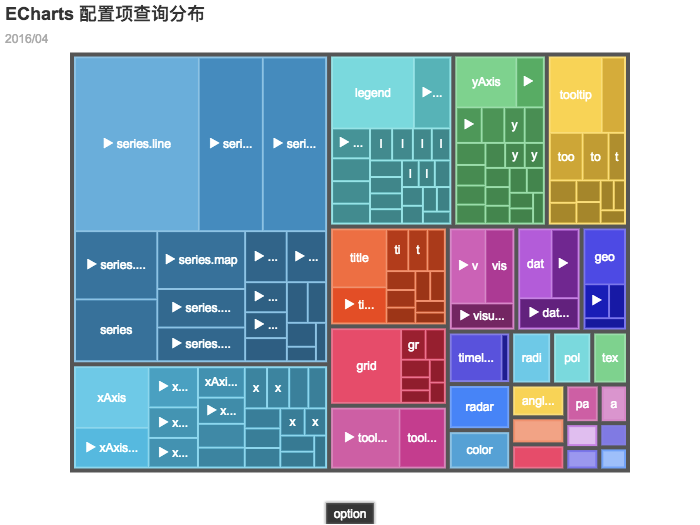 ECharts 配置项查询分布
2016/04
▶ series.line
▶ seri...
▶ seri...
legend
▶...
yAxis
▶
tooltip
▶ ...
l
l
l
l
l
l
▶
y
y
y
too
to
t
▶ series....
▶ series.map
▶ ...
▶ ...
series
▶ series....
▶ ...
▶ series....
▶ ...
title
ti
t
▶ ti...
▶ v
vis
▶ visu...
dat
▶
▶ dat...
geo
▶
grid
gr
timel...
radi
pol
tex
xAxis
▶ x...
xAxi...
x
x
▶ x...
▶ xAxis...
▶ x...
x
x
▶ x...
▶ tool...
tool...
radar
angl...
pa
a
color
option